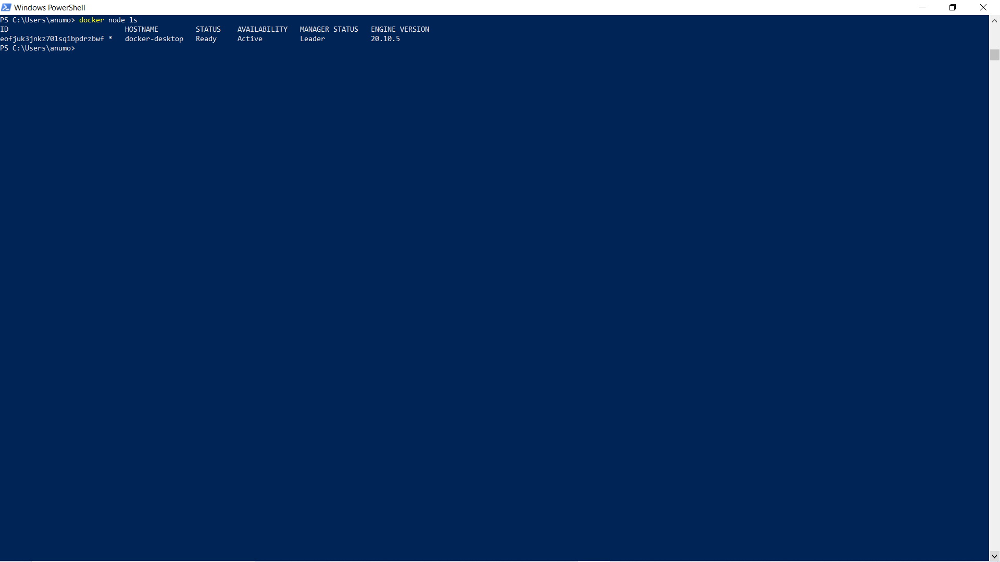 Windows PowerShell
PS C:\Users\anumo> docker node ls
ID                            HOSTNAME         STATUS    AVAILABILITY   MANAGER STATUS   ENGINE VERSION
eofjuk3jnkz701sqibpdrzbwf *   docker-desktop   Ready     Active         Leader           20.10.5
PS C:\Users\anumo>